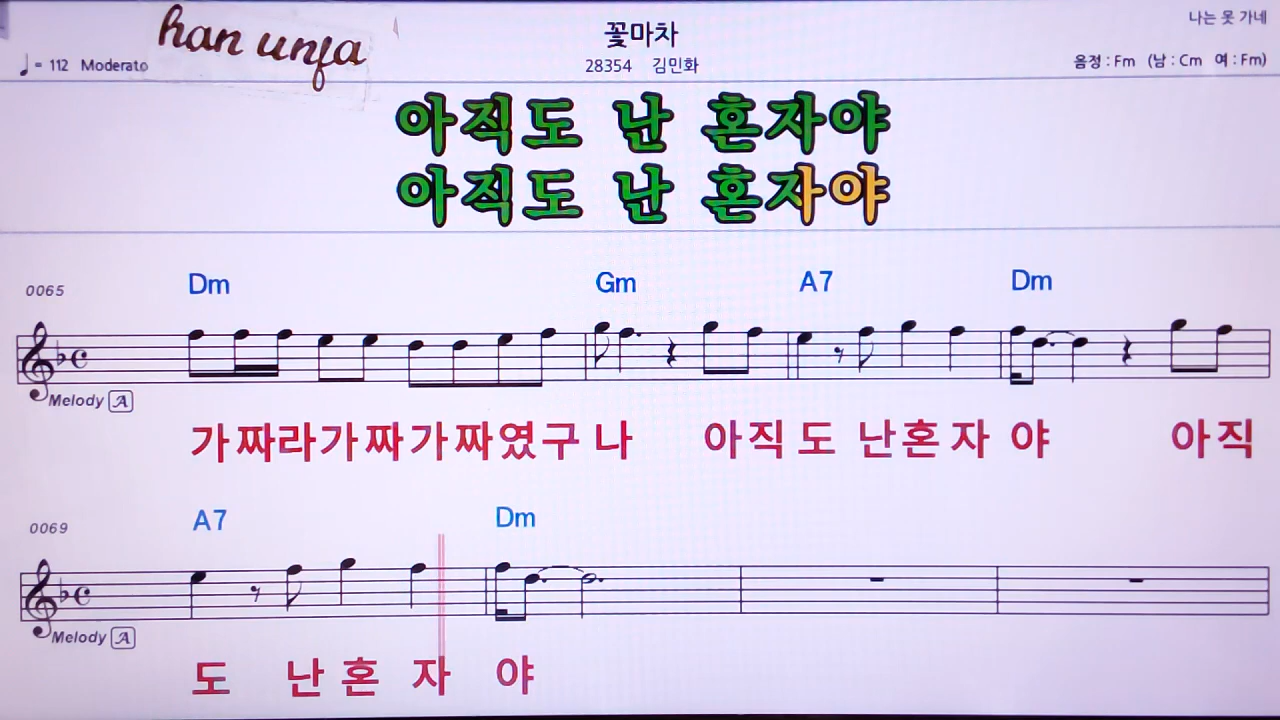 han unja
꽃마차
나는 못 가네
♩= 112 Moderato
28354 김민화
음정 : Fm (남 : Cm 여 : Fm)
아직도 난 혼자야
아직도 난 혼자야
0065 Dm Gm A7 Dm
Melody A
가 짜라가 짜가 짜였구 나 아직 도 난혼 자 야 아직
0069 A7 Dm
Melody A
도 난 혼 자 야